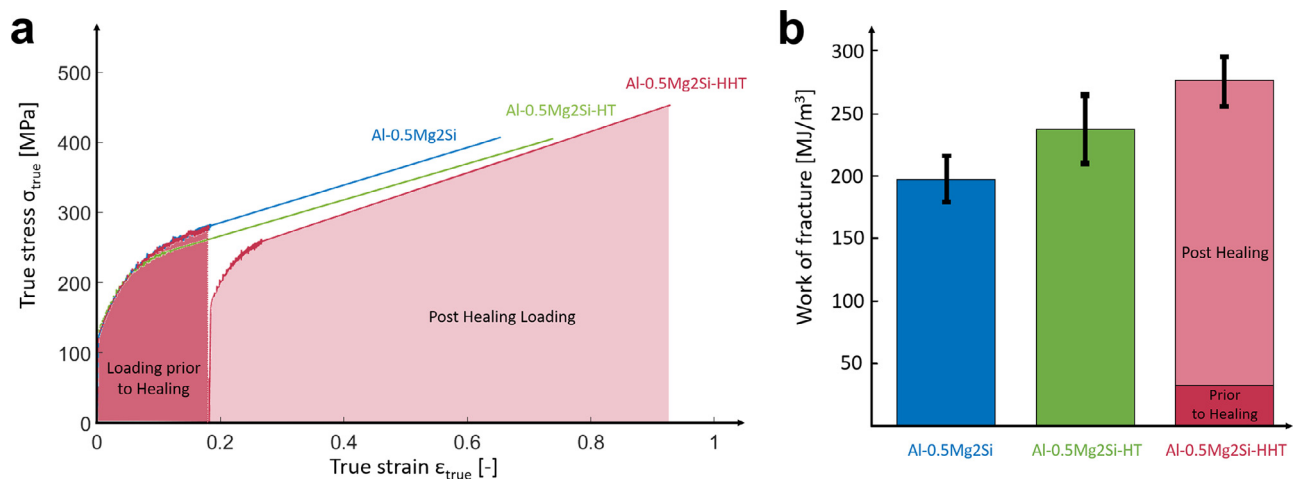 a
True stress σtrue [MPa]
500
400
300
200
100
0
Al-0.5Mg2Si-HHT
Al-0.5Mg2Si-HT
Al-0.5Mg2Si
Loading prior
to Healing
Post Healing Loading
0
0.2
0.4
0.6
0.8
1
True strain εtrue [-]
b
Work of fracture [MJ/m³]
300
250
200
150
100
50
Post Healing
Prior
to Healing
Al-0.5Mg2Si
Al-0.5Mg2Si-HT
Al-0.5Mg2Si-HHT